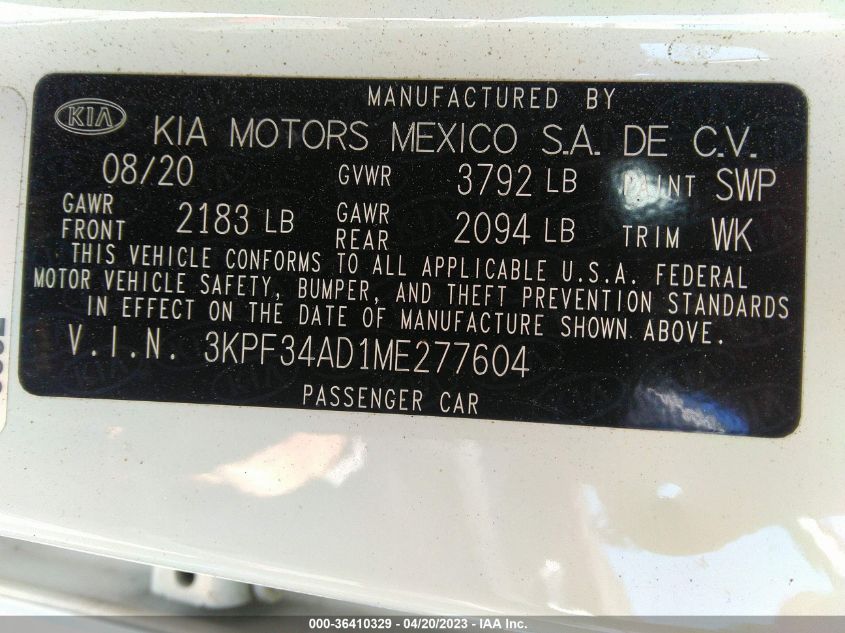 MANUFACTURED BY
KIA KIA MOTORS MEXICO S.A. DE C.V.
08/20 GVWR 3792 LB PAINT SWP
GAWR FRONT 2183 LB GAWR REAR 2094 LB TRIM WK
THIS VEHICLE CONFORMS TO ALL APPLICABLE U.S.A. FEDERAL
MOTOR VEHICLE SAFETY, BUMPER, AND THEFT PREVENTION STANDARDS
IN EFFECT ON THE DATE OF MANUFACTURE SHOWN ABOVE.
V.I.N. 3KPF34AD1ME277604
PASSENGER CAR
000-36410329 - 04/20/2023 - IAA Inc.